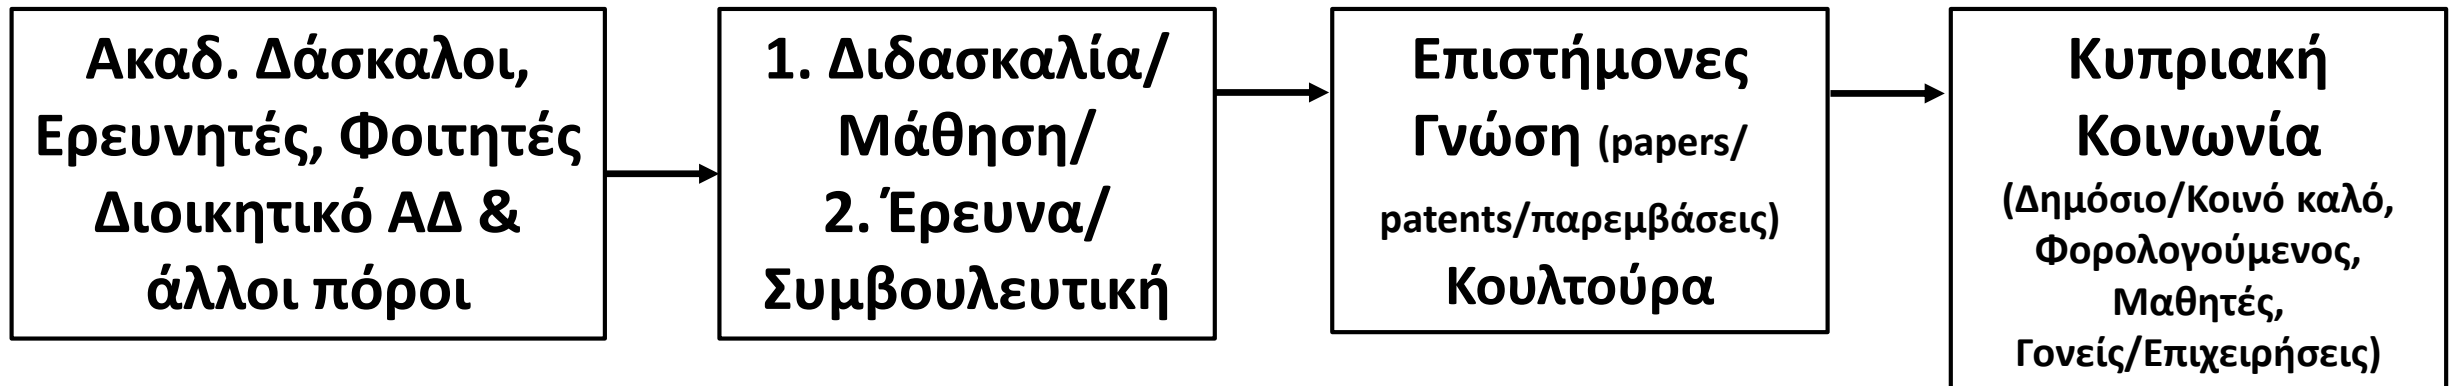 Ακαδ. Δάσκαλοι,
Ερευνητές, Φοιτητές
Διοικητικό ΑΔ &
άλλοι πόροι
1. Διδασκαλία/
Μάθηση/
2. Έρευνα/
Συμβουλευτική
Επιστήμονες
Γνώση (papers/
patents/παρεμβάσεις)
Κουλτούρα
Κυπριακή
Κοινωνία
(Δημόσιο/Κοινό καλό,
Φορολογούμενος,
Μαθητές,
Γονείς/Επιχειρήσεις)